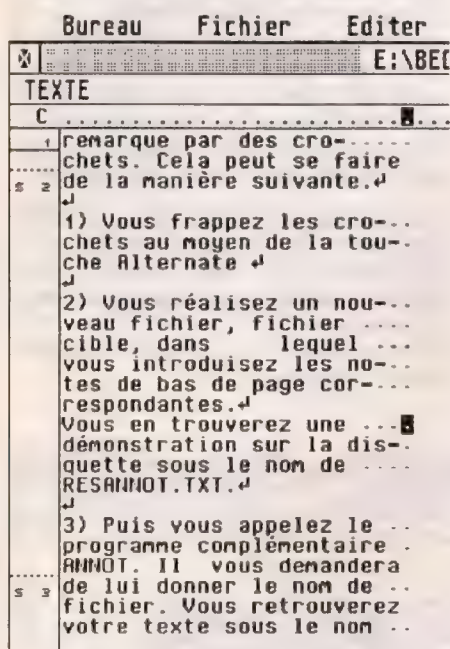 Bureau Fichier Editer
E:\BEC
TEXTE
C
1 remarque par des cro-
chets. Cela peut se faire
s 2 de la manière suivante.↵
↵
1) Vous frappez les cro-
chets au moyen de la tou-
che Alternate ↵
↵
2) Vous réalisez un nou-
veau fichier, fichier
cible, dans lequel
vous introduisez les no-
tes de bas de page cor-
respondantes.↵
Vous en trouverez une
démonstration sur la dis-
quette sous le nom de
RESANNOT.TXT.↵
↵
3) Puis vous appelez le
programme complémentaire
ANNOT. Il vous demandera
s 3 de lui donner le nom de
fichier. Vous retrouverez
votre texte sous le nom